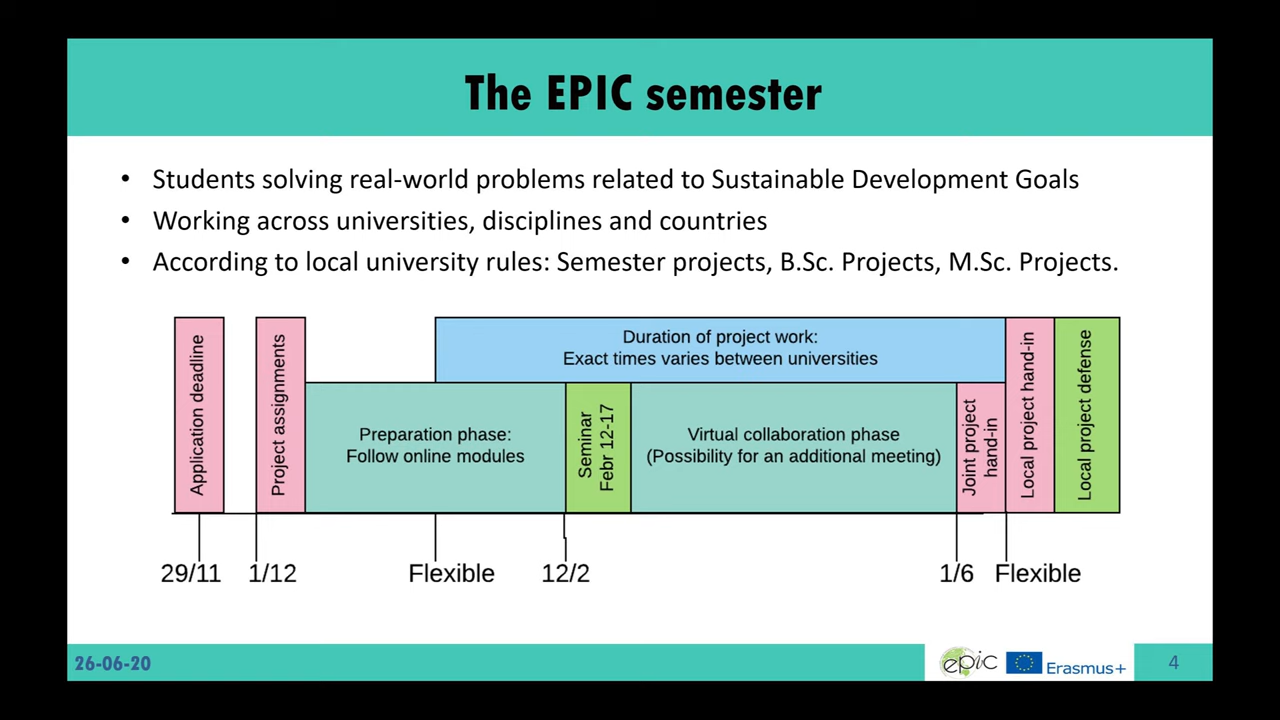 The EPIC semester
• Students solving real-world problems related to Sustainable Development Goals
• Working across universities, disciplines and countries
• According to local university rules: Semester projects, B.Sc. Projects, M.Sc. Projects.
Application deadline
Project assignments
Duration of project work:
Exact times varies between universities
Preparation phase:
Follow online modules
Seminar
Febr 12-17
Virtual collaboration phase
(Possibility for an additional meeting)
Joint project
hand-in
Local project hand-in
Local project defense
29/11
1/12
Flexible
12/2
1/6
Flexible
26-06-20
epic
Erasmus+
4